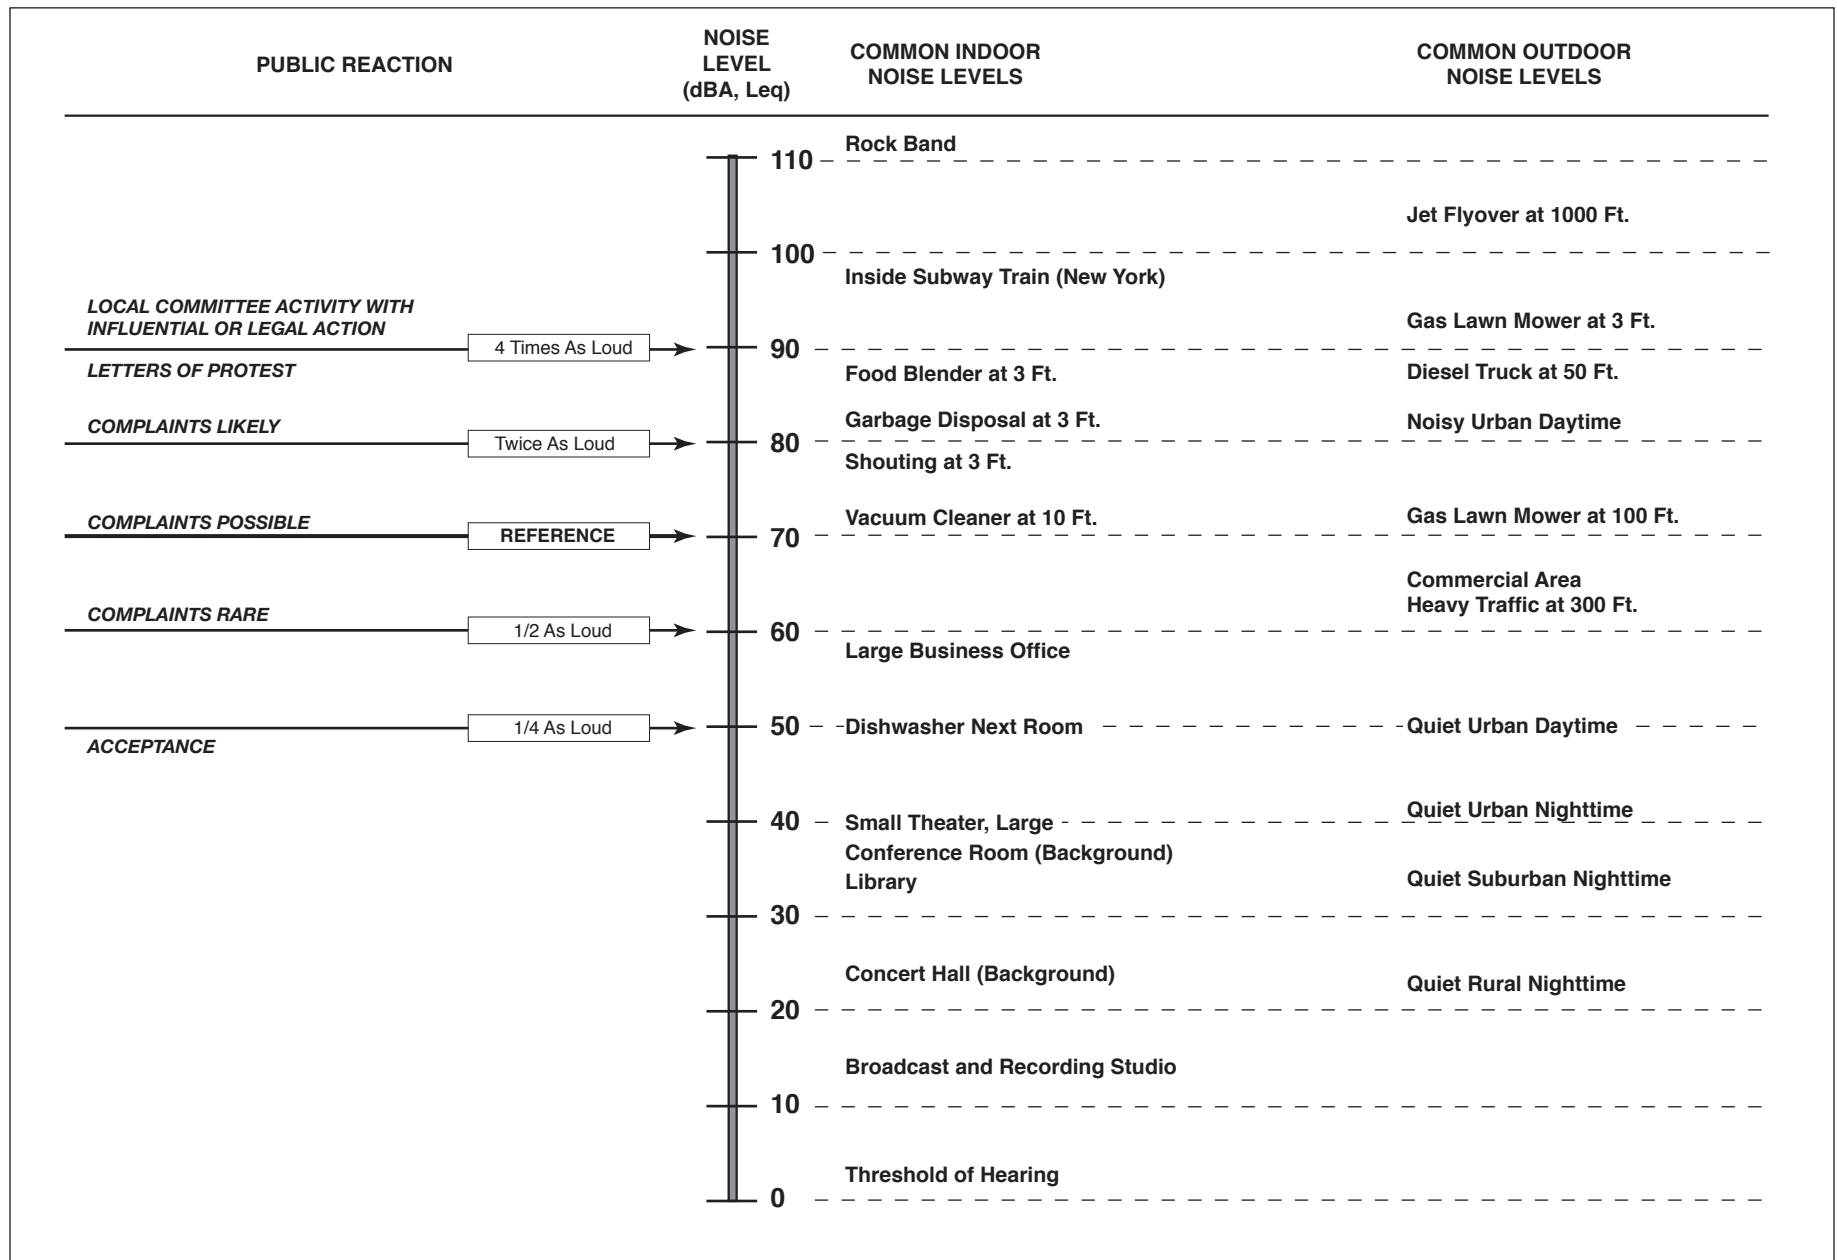 PUBLIC REACTION
NOISE
LEVEL
(dBA, Leq)
COMMON INDOOR
NOISE LEVELS
COMMON OUTDOOR
NOISE LEVELS
Rock Band
110
Jet Flyover at 1000 Ft.
100
Inside Subway Train (New York)
LOCAL COMMITTEE ACTIVITY WITH
INFLUENTIAL OR LEGAL ACTION
Gas Lawn Mower at 3 Ft.
4 Times As Loud
90
LETTERS OF PROTEST
Food Blender at 3 Ft.
Diesel Truck at 50 Ft.
COMPLAINTS LIKELY
Garbage Disposal at 3 Ft.
Noisy Urban Daytime
Twice As Loud
80
Shouting at 3 Ft.
COMPLAINTS POSSIBLE
Vacuum Cleaner at 10 Ft.
Gas Lawn Mower at 100 Ft.
REFERENCE
70
Commercial Area
Heavy Traffic at 300 Ft.
COMPLAINTS RARE
1/2 As Loud
60
Large Business Office
1/4 As Loud
50
Dishwasher Next Room
Quiet Urban Daytime
ACCEPTANCE
Quiet Urban Nighttime
40
Small Theater, Large
Conference Room (Background)
Library
Quiet Suburban Nighttime
30
Concert Hall (Background)
Quiet Rural Nighttime
20
Broadcast and Recording Studio
10
Threshold of Hearing
0